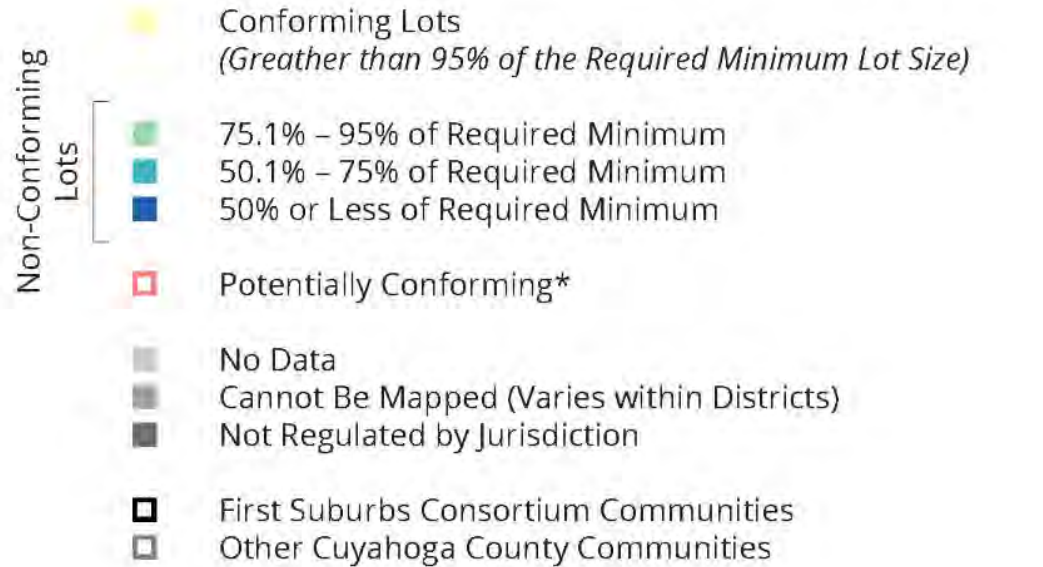 Conforming Lots
(Greather than 95% of the Required Minimum Lot Size)
Non-Conforming
Lots
75.1% – 95% of Required Minimum
50.1% – 75% of Required Minimum
50% or Less of Required Minimum
Potentially Conforming*
No Data
Cannot Be Mapped (Varies within Districts)
Not Regulated by Jurisdiction
First Suburbs Consortium Communities
Other Cuyahoga County Communities